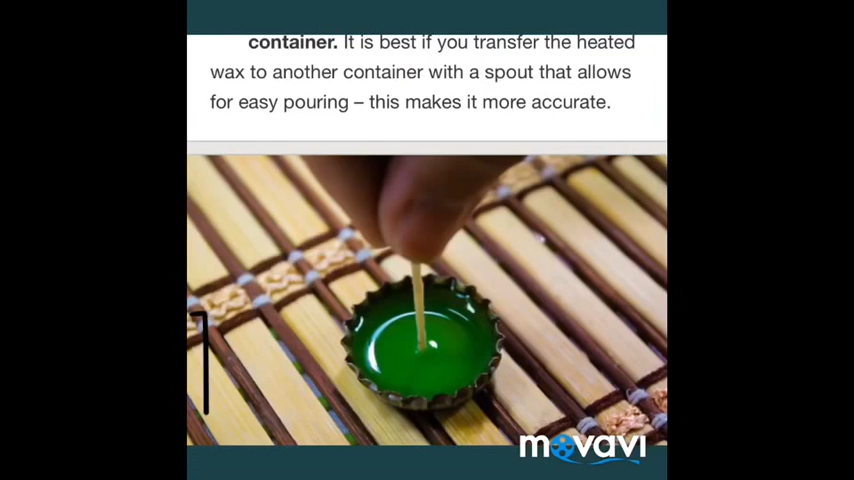 container. It is best if you transfer the heated
wax to another container with a spout that allows
for easy pouring – this makes it more accurate.
movavi